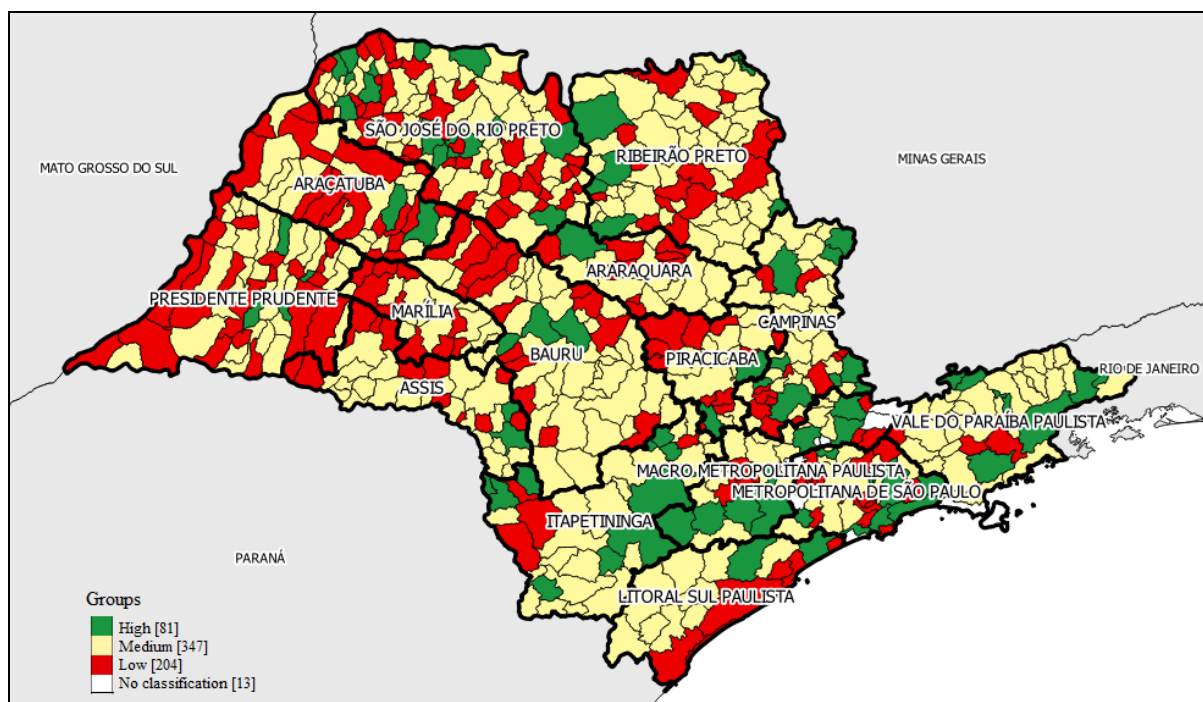 SÃO JOSÉ DO RIO PRETO
RIBEIRÃO PRETO
MINAS GERAIS
MATO GROSSO DO SUL
ARAÇATUBA
ARARAQUARA
PRESIDENTE PRUDENTE
MARÍLIA
CAMPINAS
BAURU
PIRACICABA
RIO DE JANEIRO
ASSIS
VALE DO PARAÍBA PAULISTA
MACRO METROPOLITANA PAULISTA
METROPOLITANA DE SÃO PAULO
ITAPETININGA
PARANÁ
LITORAL SUL PAULISTA
Groups
High [81]
Medium [347]
Low [204]
No classification [13]